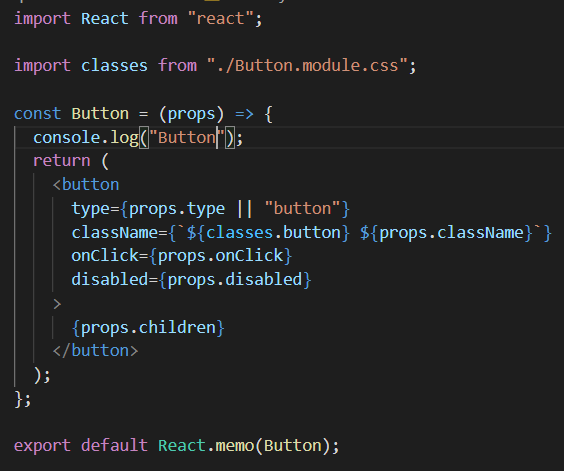 import React from "react";
import classes from "./Button.module.css";
const Button = (props) => {
  console.log("Button");
  return (
    <button
      type={props.type || "button"}
      className={`${classes.button} ${props.className}`}
      onClick={props.onClick}
      disabled={props.disabled}
    >
      {props.children}
    </button>
  );
};
export default React.memo(Button);